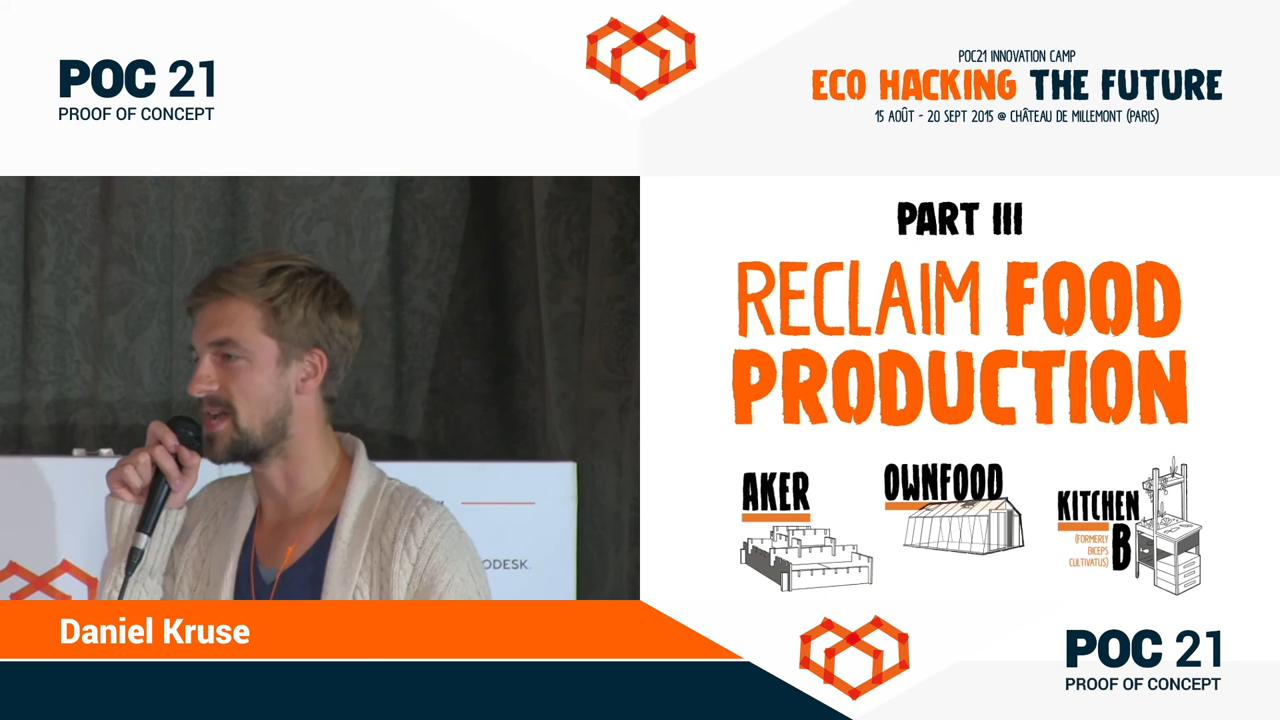 POC 21
PROOF OF CONCEPT
POC21 INNOVATION CAMP
ECO HACKING THE FUTURE
15 AOÛT - 20 SEPT 2015 @ CHÂTEAU DE MILLEMONT (PARIS)
PART III
RECLAIM FOOD
PRODUCTION
AKER
OWNFOOD
KITCHEN
B
(FORMERLY
BICEPS
CULTIVATUS)
ODESK.
Daniel Kruse
POC 21
PROOF OF CONCEPT